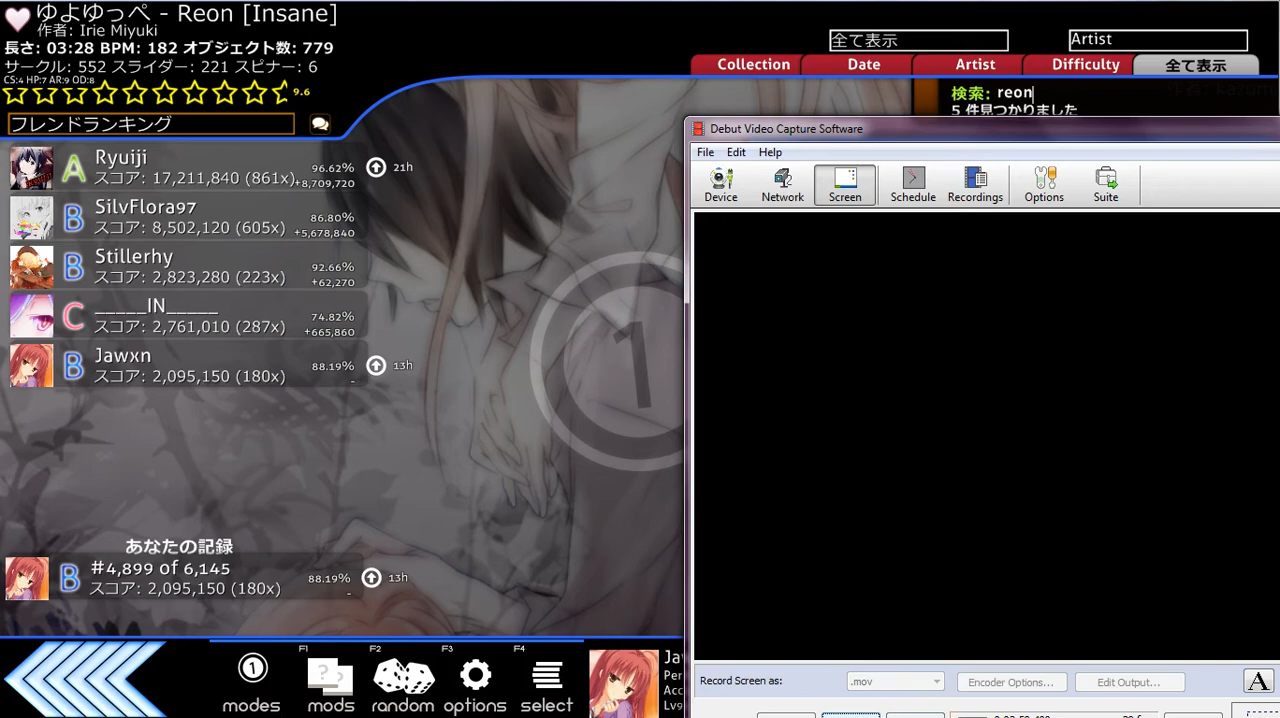 ゆよゆっぺ - Reon [Insane]
作者: Irie Miyuki
長さ: 03:28 BPM: 182 オブジェクト数: 779
サークル: 552 スライダー: 221 スピナー: 6
CS:4 HP:7 AR:9 OD:8
9.6
フレンドランキング
全て表示
Artist
Collection
Date
Artist
Difficulty
全て表示
検索: reon
5 件見つかりました
Ryuiji
スコア: 17,211,840 (861x)
96.62%
+8,709,720
21h
SilvFlora97
スコア: 8,502,120 (605x)
86.80%
+5,678,840
Stillerhy
スコア: 2,823,280 (223x)
92.66%
+62,270
_____IN_____
スコア: 2,761,010 (287x)
74.82%
+665,860
Jawxn
スコア: 2,095,150 (180x)
88.19%
-
13h
あなたの記録
#4,899 of 6,145
スコア: 2,095,150 (180x)
88.19%
-
13h
A
B
B
C
B
B
1
Debut Video Capture Software
File Edit Help
Device
Network
Screen
Schedule
Recordings
Options
Suite
Record Screen as:
.mov
Encoder Options...
Edit Output...
A
1
modes
F1
? ?
mods
F2
random
F3
options
F4
select